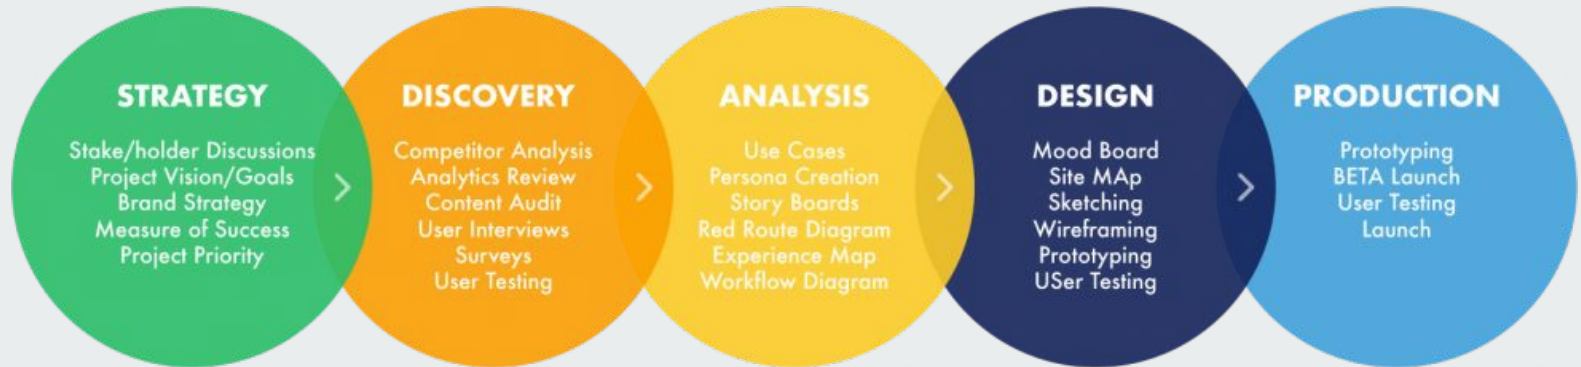 STRATEGY
Stake/holder Discussions
Project Vision/Goals
Brand Strategy
Measure of Success
Project Priority
DISCOVERY
Competitor Analysis
Analytics Review
Content Audit
User Interviews
Surveys
User Testing
ANALYSIS
Use Cases
Persona Creation
Story Boards
Red Route Diagram
Experience Map
Workflow Diagram
DESIGN
Mood Board
Site MAp
Sketching
Wireframing
Prototyping
USer Testing
PRODUCTION
Prototyping
BETA Launch
User Testing
Launch